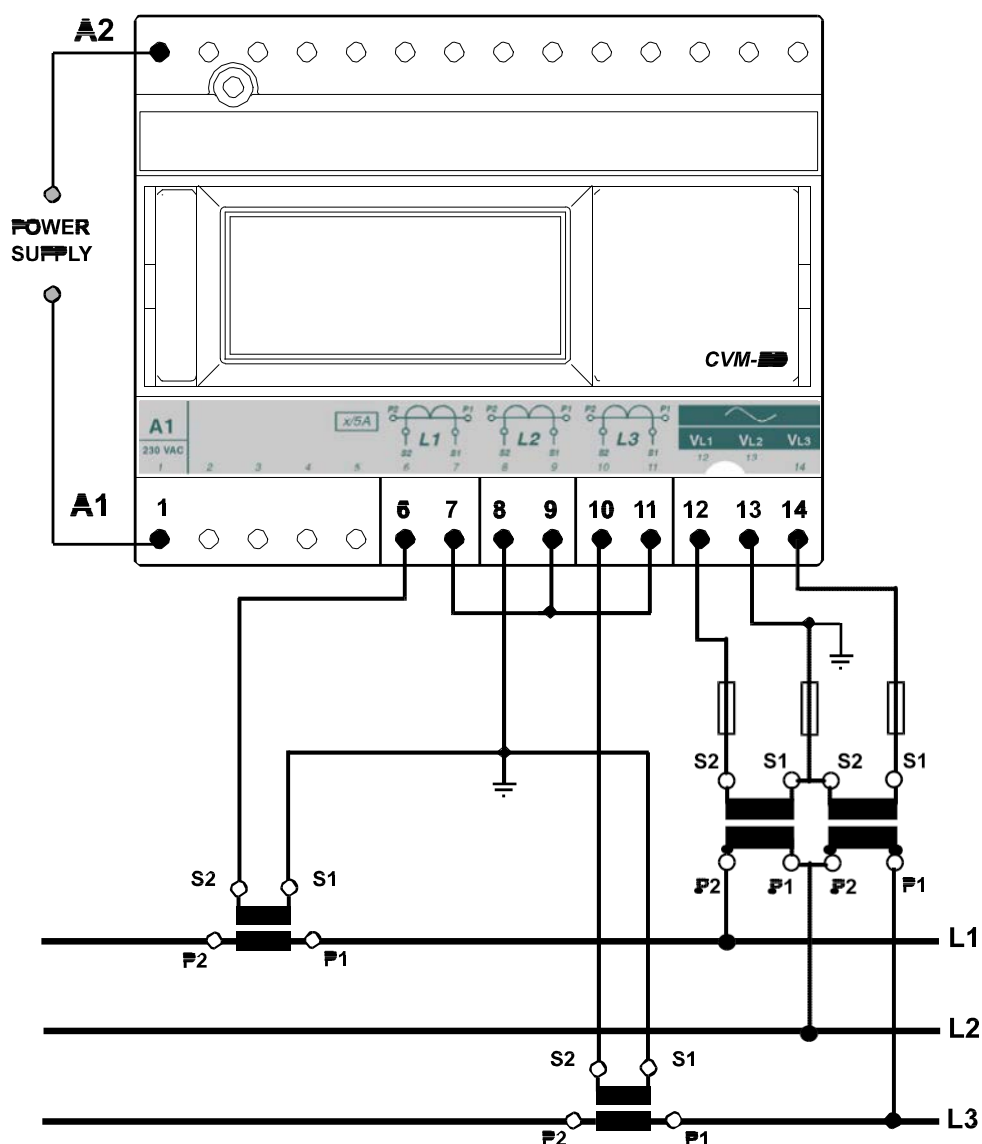 A2
POWER
SUPPLY
CVM-
A1
230 VAC
x/5A
P2 P1 P2 P1 P2 P1
L1 L2 L3
S2 S1 S2 S1 S2 S1
VL1 VL2 VL3
1 2 3 4 5 6 7 8 9 10 11 12 13 14
A1
1 6 7 8 9 10 11 12 13 14
S2 S1 S2 S1
P2 P1 P2 P1
S2 S1
P2 P1
L1
L2
S2 S1
P2 P1
L3